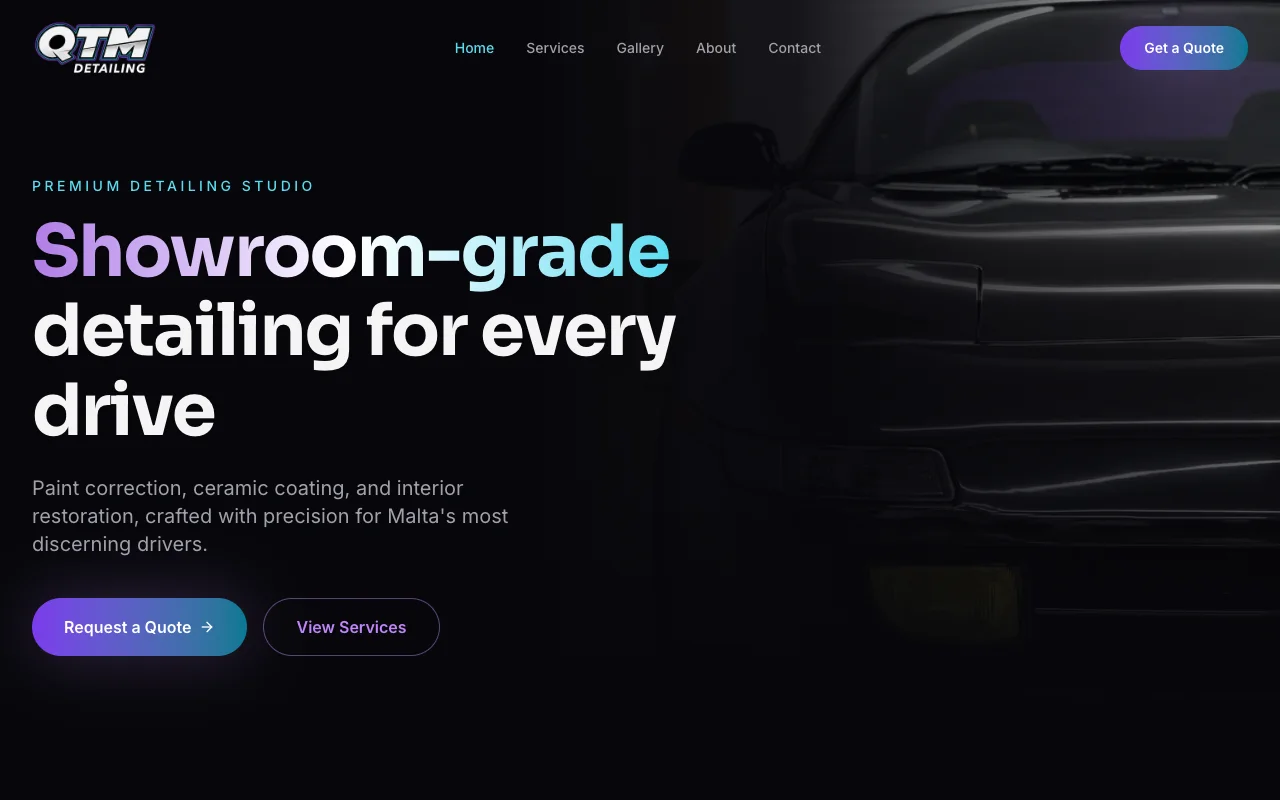 QTM
DETAILING
Home
Services
Gallery
About
Contact
Get a Quote
PREMIUM DETAILING STUDIO
Showroom-grade
detailing for every
drive
Paint correction, ceramic coating, and interior
restoration, crafted with precision for Malta's most
discerning drivers.
Request a Quote →
View Services